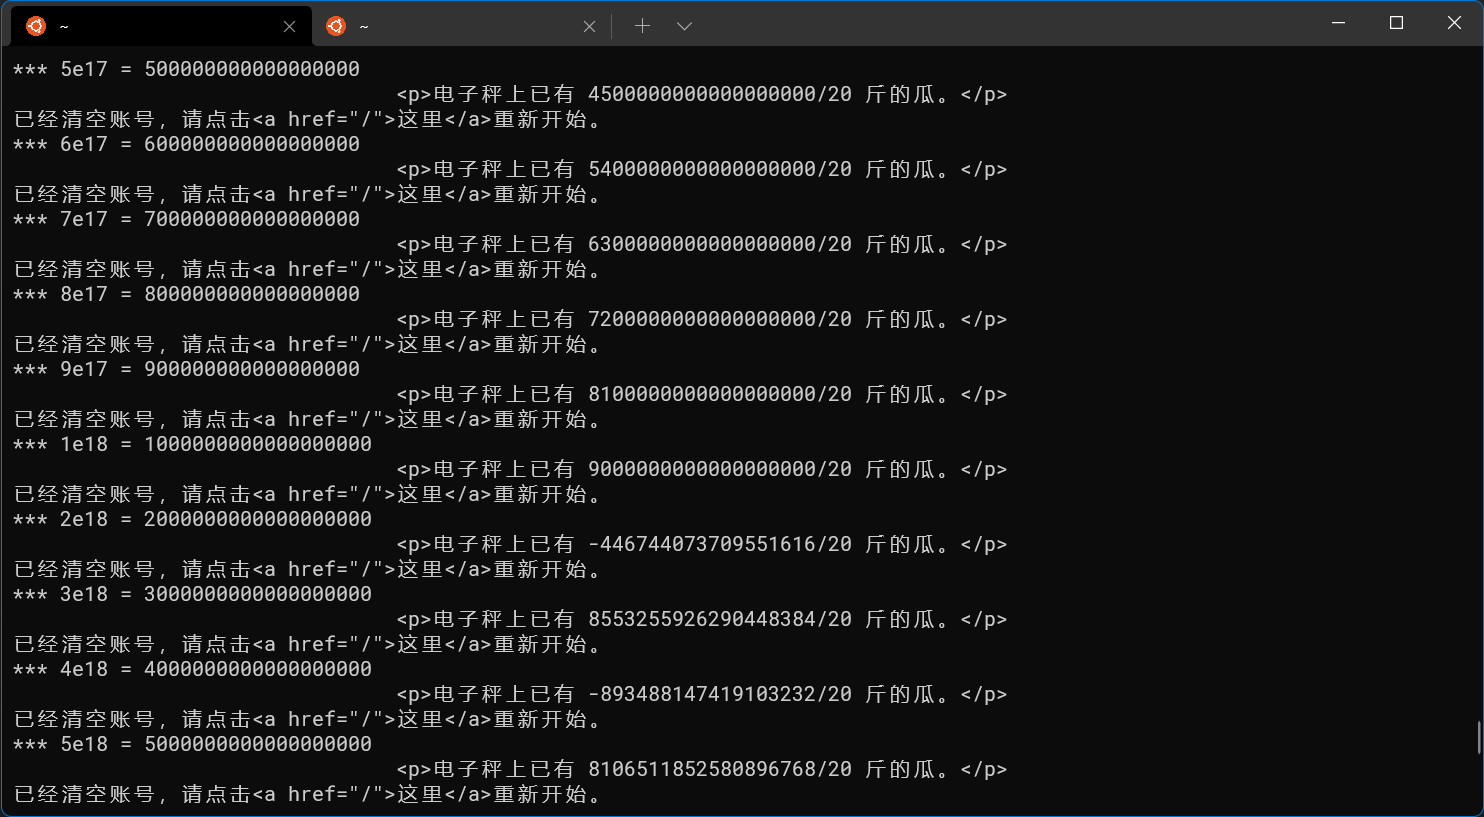 ~
~
*** 5e17 = 500000000000000000
<p>电子秤上已有 4500000000000000000/20 斤的瓜。</p>
已经清空账号，请点击<a href="/">这里</a>重新开始。
*** 6e17 = 600000000000000000
<p>电子秤上已有 5400000000000000000/20 斤的瓜。</p>
已经清空账号，请点击<a href="/">这里</a>重新开始。
*** 7e17 = 700000000000000000
<p>电子秤上已有 6300000000000000000/20 斤的瓜。</p>
已经清空账号，请点击<a href="/">这里</a>重新开始。
*** 8e17 = 800000000000000000
<p>电子秤上已有 7200000000000000000/20 斤的瓜。</p>
已经清空账号，请点击<a href="/">这里</a>重新开始。
*** 9e17 = 900000000000000000
<p>电子秤上已有 8100000000000000000/20 斤的瓜。</p>
已经清空账号，请点击<a href="/">这里</a>重新开始。
*** 1e18 = 1000000000000000000
<p>电子秤上已有 9000000000000000000/20 斤的瓜。</p>
已经清空账号，请点击<a href="/">这里</a>重新开始。
*** 2e18 = 2000000000000000000
<p>电子秤上已有 -446744073709551616/20 斤的瓜。</p>
已经清空账号，请点击<a href="/">这里</a>重新开始。
*** 3e18 = 3000000000000000000
<p>电子秤上已有 8553255926290448384/20 斤的瓜。</p>
已经清空账号，请点击<a href="/">这里</a>重新开始。
*** 4e18 = 4000000000000000000
<p>电子秤上已有 -893488147419103232/20 斤的瓜。</p>
已经清空账号，请点击<a href="/">这里</a>重新开始。
*** 5e18 = 5000000000000000000
<p>电子秤上已有 8106511852580896768/20 斤的瓜。</p>
已经清空账号，请点击<a href="/">这里</a>重新开始。